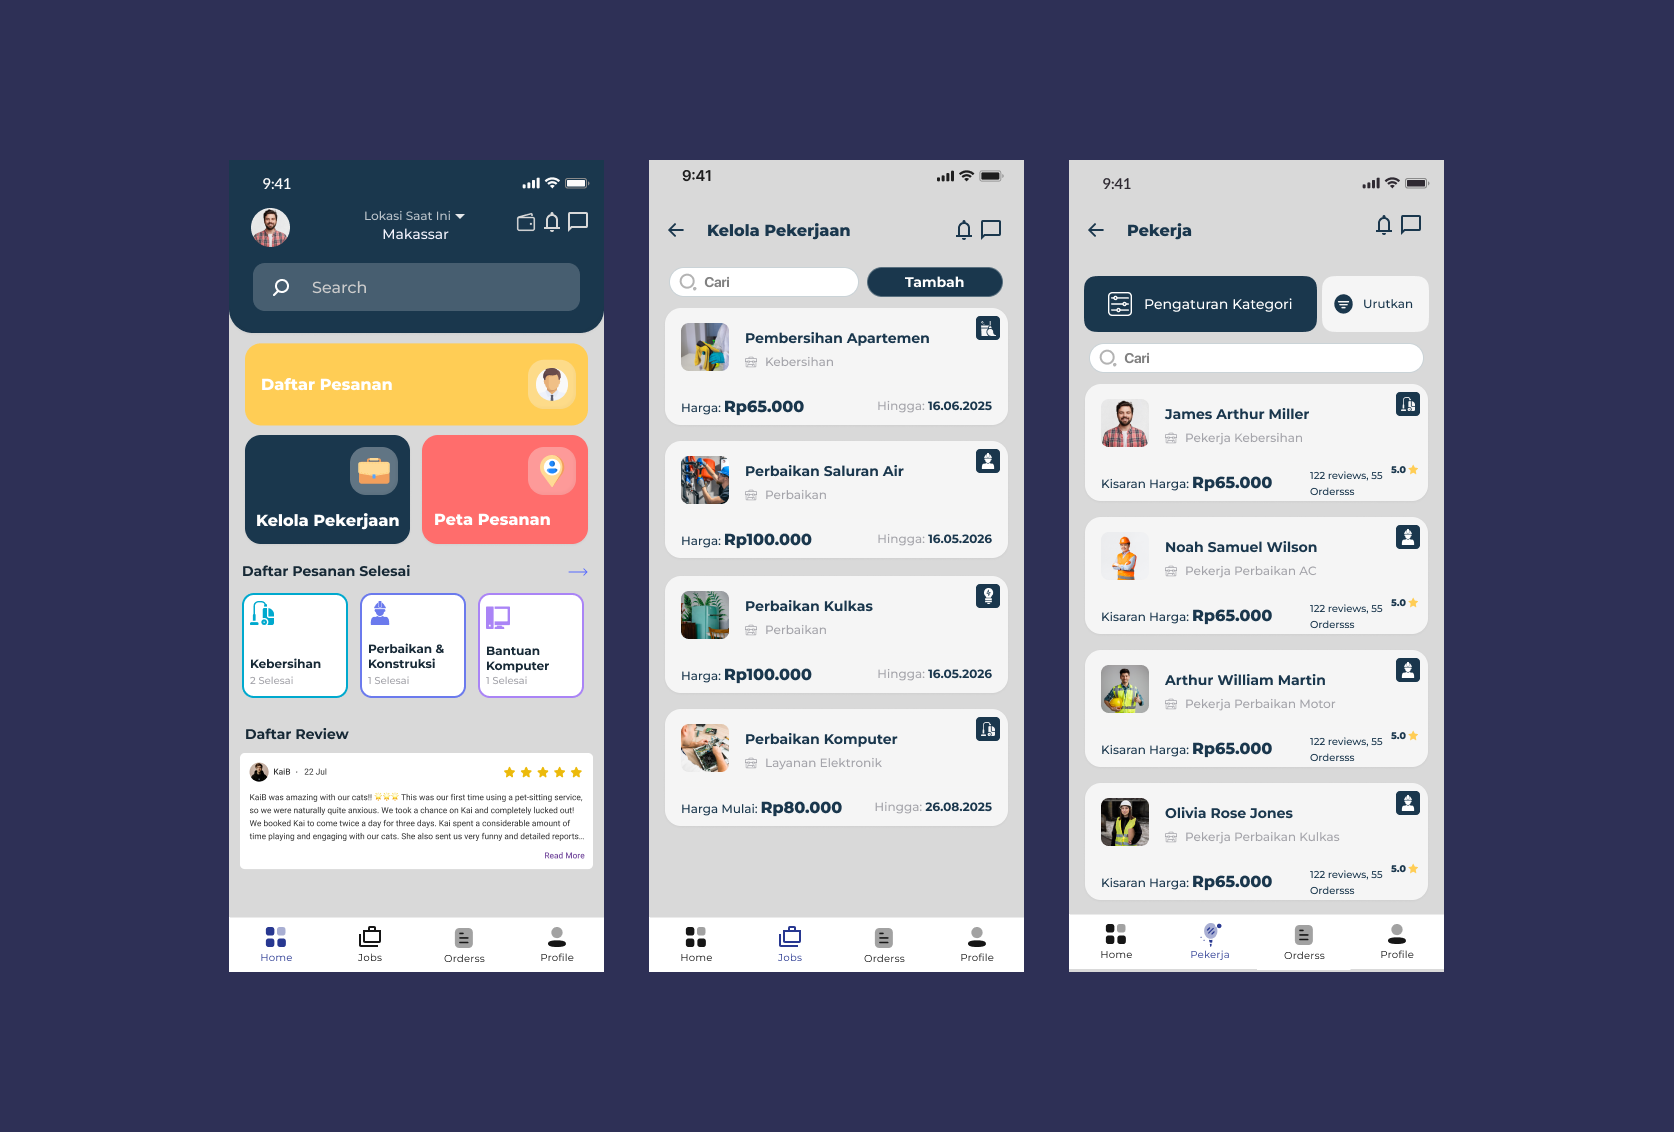 9:41
Lokasi Saat Ini
Makassar
Search
Daftar Pesanan
Kelola Pekerjaan
Peta Pesanan
Daftar Pesanan Selesai
Kebersihan
2 Selesai
Perbaikan &
Konstruksi
1 Selesai
Bantuan
Komputer
1 Selesai
Daftar Review
KaiB · 22 Jul
KaiB was amazing with our cats!! This was our first time using a pet-sitting service,
so we were naturally quite anxious. We took a chance on Kai and completely lucked out!
We booked Kai to come twice a day for three days. Kai spent a considerable amount of
time playing and engaging with our cats. She also sent us very funny and detailed reports...
Read More
Home
Jobs
Orderss
Profile
9:41
Kelola Pekerjaan
Cari
Tambah
Pembersihan Apartemen
Kebersihan
Harga: Rp65.000
Hingga: 16.06.2025
Perbaikan Saluran Air
Perbaikan
Harga: Rp100.000
Hingga: 16.05.2026
Perbaikan Kulkas
Perbaikan
Harga: Rp100.000
Hingga: 16.05.2026
Perbaikan Komputer
Layanan Elektronik
Harga Mulai: Rp80.000
Hingga: 26.08.2025
Home
Jobs
Orderss
Profile
9:41
Pekerja
Pengaturan Kategori
Urutkan
Cari
James Arthur Miller
Pekerja Kebersihan
Kisaran Harga: Rp65.000
122 reviews, 55
Ordersss
5.0
Noah Samuel Wilson
Pekerja Perbaikan AC
Kisaran Harga: Rp65.000
122 reviews, 55
Ordersss
5.0
Arthur William Martin
Pekerja Perbaikan Motor
Kisaran Harga: Rp65.000
122 reviews, 55
Ordersss
5.0
Olivia Rose Jones
Pekerja Perbaikan Kulkas
Kisaran Harga: Rp65.000
122 reviews, 55
Ordersss
5.0
Home
Pekerja
Orderss
Profile